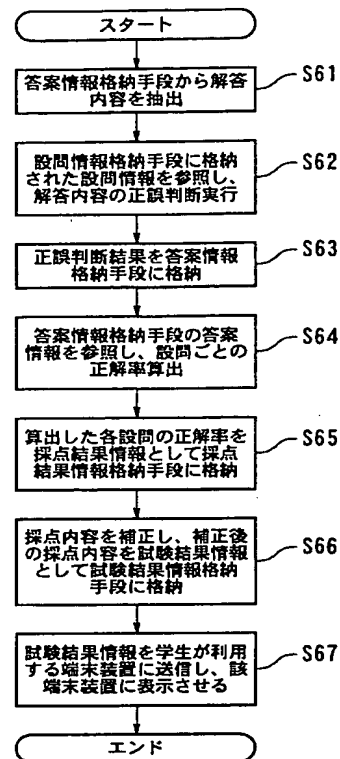 スタート
答案情報格納手段から解答
内容を抽出
S61
設問情報格納手段に格納
された設問情報を参照し、
解答内容の正誤判断実行
S62
正誤判断結果を答案情報
格納手段に格納
S63
答案情報格納手段の答案
情報を参照し、設問ごとの
正解率算出
S64
算出した各設問の正解率を
採点結果情報として採点
結果情報格納手段に格納
S65
採点内容を補正し、補正後
の採点内容を試験結果情報
として試験結果情報格納
手段に格納
S66
試験結果情報を学生が利用
する端末装置に送信し、該
端末装置に表示させる
S67
エンド